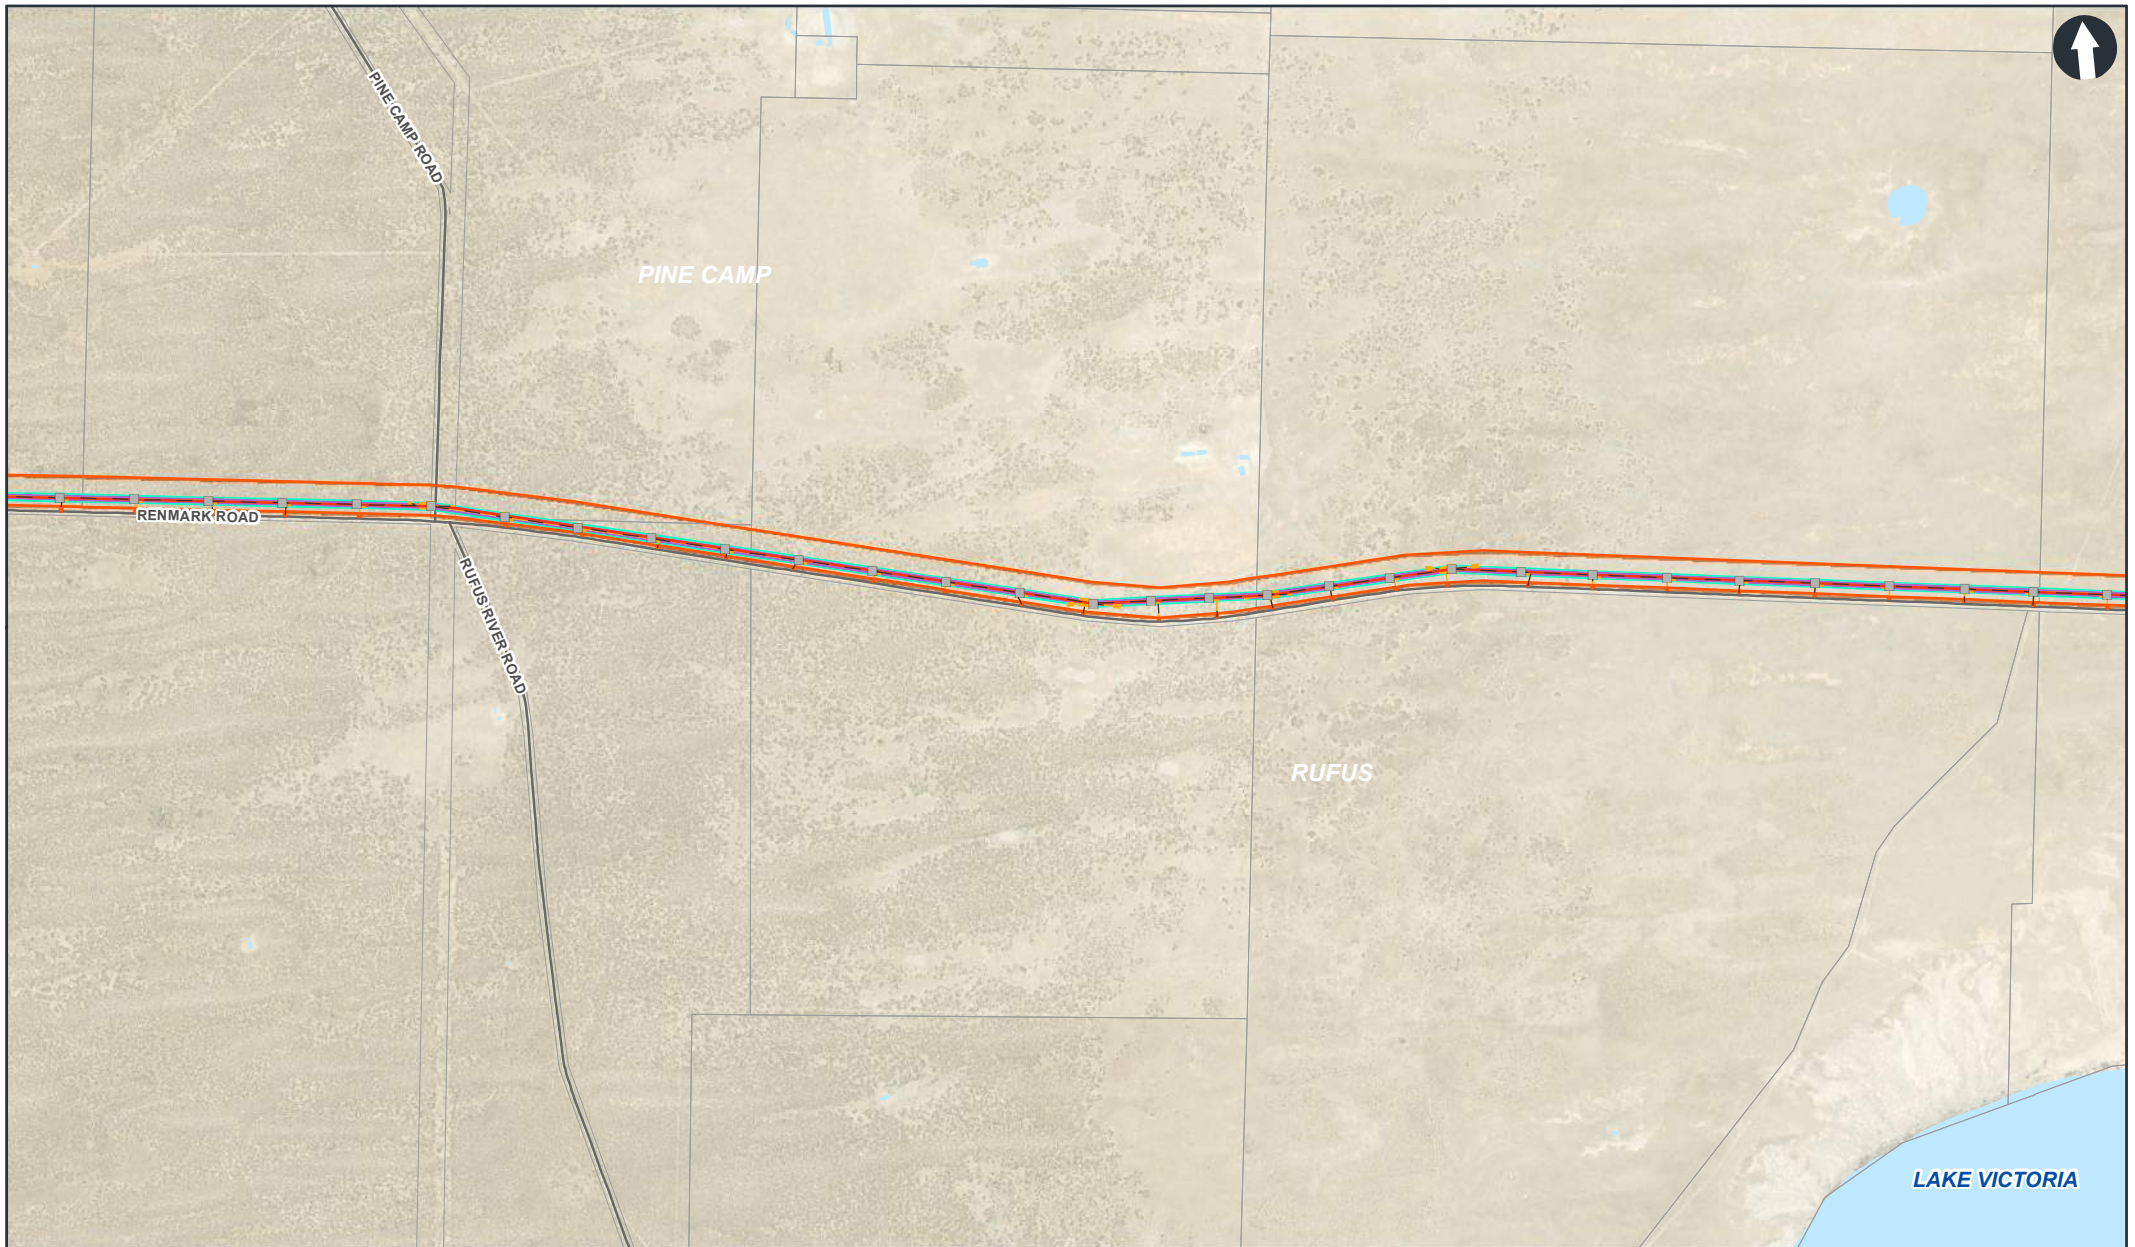 PINE CAMP ROAD
PINE CAMP
RENMARK ROAD
RUFUS RIVER ROAD
RUFUS
LAKE VICTORIA